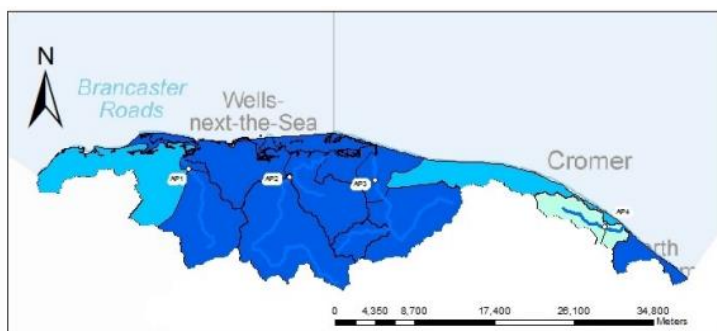 N
Brancaster
Roads
Wells-
next-the-Sea
Cromer
AP1
AP2
AP3
AP4
orth
0 4,350 8,700 17,400 26,100 34,800
Meters